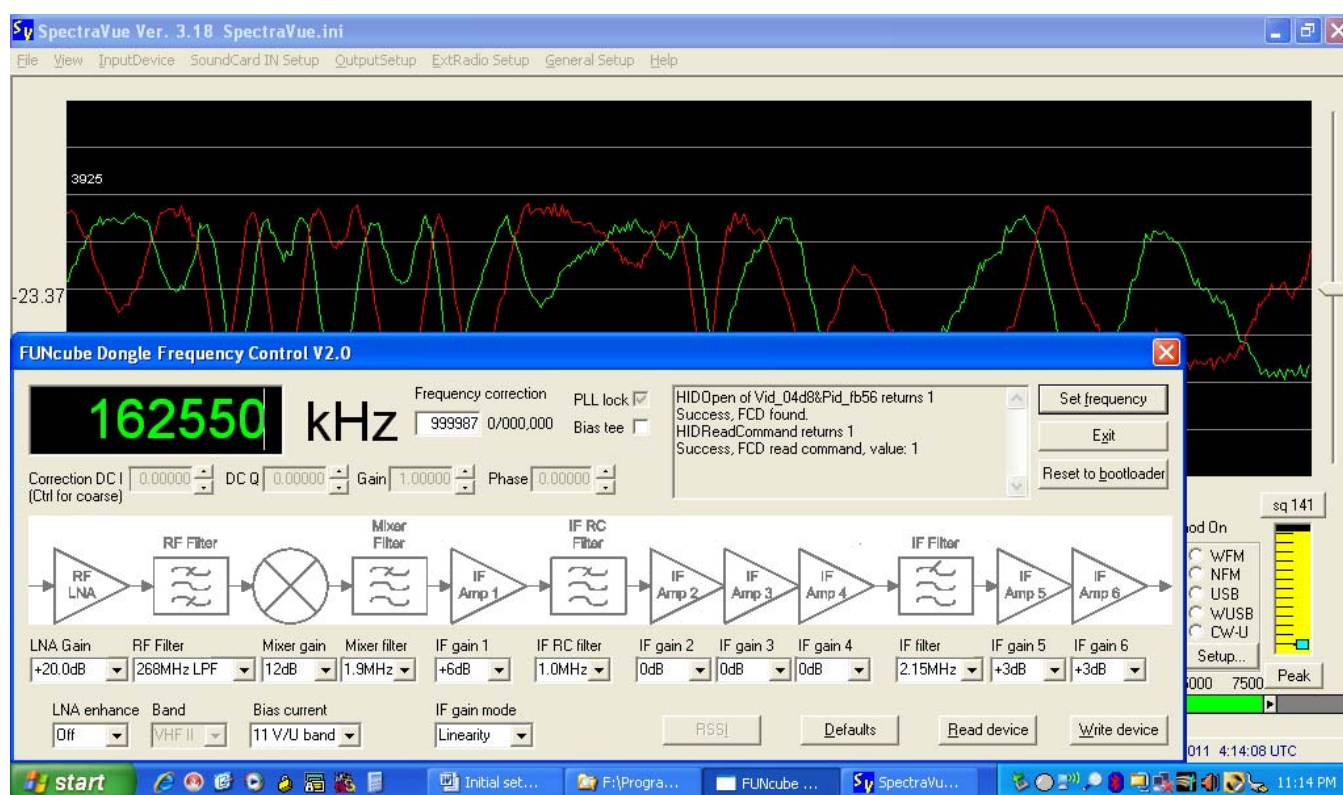 Sy SpectraVue Ver. 3.18 SpectraVue.ini
File View InputDevice SoundCard IN Setup OutputSetup ExtRadio Setup General Setup Help
3925
-23.37
FUNcube Dongle Frequency Control V2.0
162550 kHz
Frequency correction
999987 0/000,000
PLL lock
Bias tee
HIDOpen of Vid_04d8&Pid_fb56 returns 1
Success, FCD found.
HIDReadCommand returns 1
Success, FCD read command, value: 1
Set frequency
Exit
Reset to bootloader
Correction DC I 0.00000 DC Q 0.00000 Gain 1.00000 Phase 0.00000
(Ctrl for coarse)
sq 141
od On
WFM
NFM
USB
WUSB
CW-U
Setup...
Peak
000 7500
RF Filter
Mixer Filter
IF RC Filter
IF Filter
RF LNA
IF Amp 1
IF Amp 2
IF Amp 3
IF Amp 4
IF Amp 5
IF Amp 6
LNA Gain RF Filter Mixer gain Mixer filter IF gain 1 IF RC filter IF gain 2 IF gain 3 IF gain 4 IF filter IF gain 5 IF gain 6
+20.0dB 268MHz LPF 12dB 1.9MHz +6dB 1.0MHz 0dB 0dB 0dB 2.15MHz +3dB +3dB
LNA enhance Band Bias current IF gain mode
Off VHF II 11 V/U band Linearity
RSSI Defaults Read device Write device
011 4:14:08 UTC
start
Initial set...
F:\Progra...
FUNcube ...
Sy SpectraVu...
11:14 PM